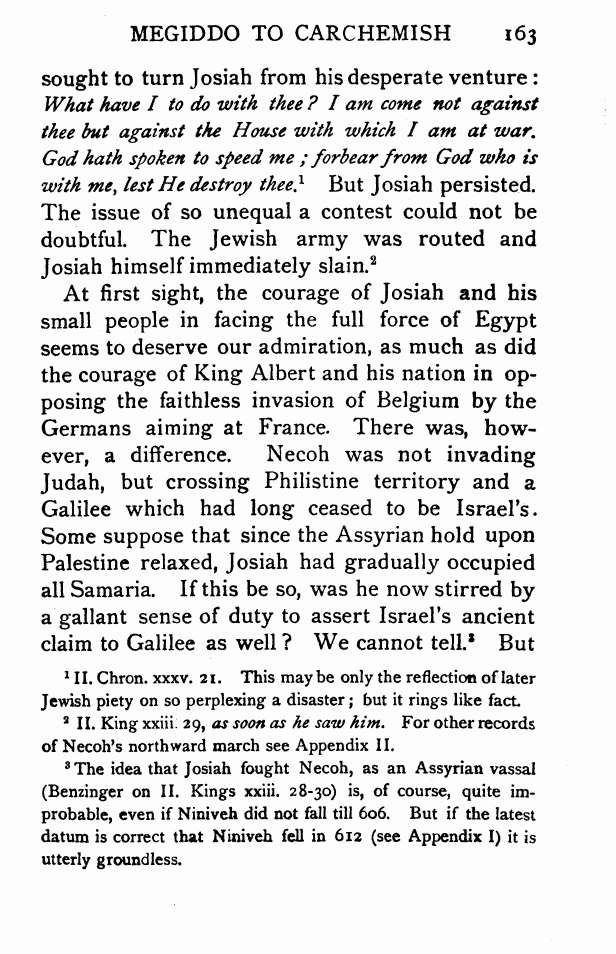 MEGIDDO TO CARCHEMISH 163
sought to turn Josiah from his desperate venture :
What have I to do with thee ? I am come not against
thee but against the House with which I am at war.
God hath spoken to speed me ; forbear from God who is
with me, lest He destroy thee.¹ But Josiah persisted.
The issue of so unequal a contest could not be
doubtful. The Jewish army was routed and
Josiah himself immediately slain.²
At first sight, the courage of Josiah and his
small people in facing the full force of Egypt
seems to deserve our admiration, as much as did
the courage of King Albert and his nation in op-
posing the faithless invasion of Belgium by the
Germans aiming at France. There was, how-
ever, a difference. Necoh was not invading
Judah, but crossing Philistine territory and a
Galilee which had long ceased to be Israel's.
Some suppose that since the Assyrian hold upon
Palestine relaxed, Josiah had gradually occupied
all Samaria. If this be so, was he now stirred by
a gallant sense of duty to assert Israel's ancient
claim to Galilee as well ? We cannot tell.³ But
¹ II. Chron. xxxv. 21. This may be only the reflection of later
Jewish piety on so perplexing a disaster ; but it rings like fact.
² II. King xxiii. 29, as soon as he saw him. For other records
of Necoh's northward march see Appendix II.
³ The idea that Josiah fought Necoh, as an Assyrian vassal
(Benzinger on II. Kings xxiii. 28-30) is, of course, quite im-
probable, even if Niniveh did not fall till 606. But if the latest
datum is correct that Niniveh fell in 612 (see Appendix I) it is
utterly groundless.